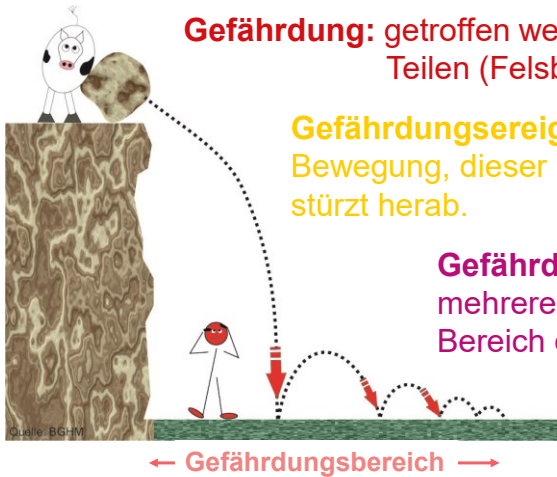 Gefährdung: getroffen we
Teilen (Felsb
Gefährdungsereig
Bewegung, dieser
stürzt herab.
Gefährd
mehrere
Bereich
Quelle: BGHM
Gefährdungsbereich